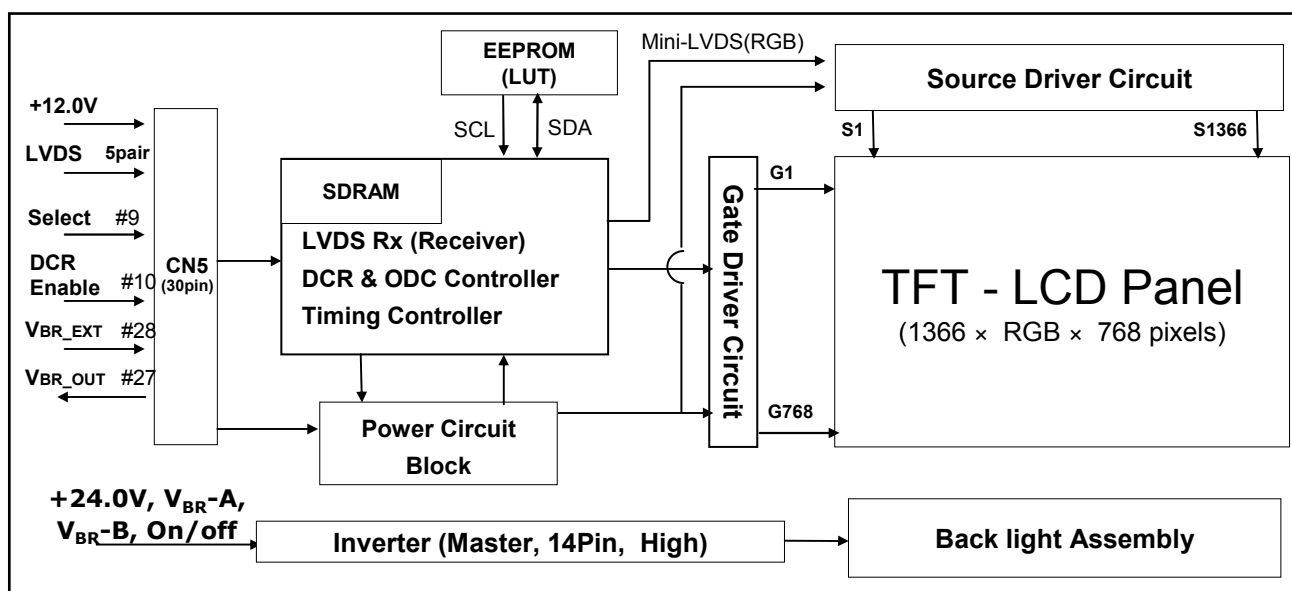 Mini-LVDS(RGB)
EEPROM
(LUT)
Source Driver Circuit
+12.0V
SCL
SDA
S1
S1366
LVDS 5pair
SDRAM
G1
Select #9
LVDS Rx (Receiver)
DCR & ODC Controller
Timing Controller
CN5
(30pin)
DCR
Enable #10
Gate Driver Circuit
TFT - LCD Panel
(1366 × RGB × 768 pixels)
VBR_EXT #28
VBR_OUT #27
G768
Power Circuit
Block
+24.0V, VBR-A,
VBR-B, On/off
Inverter (Master, 14Pin, High)
Back light Assembly